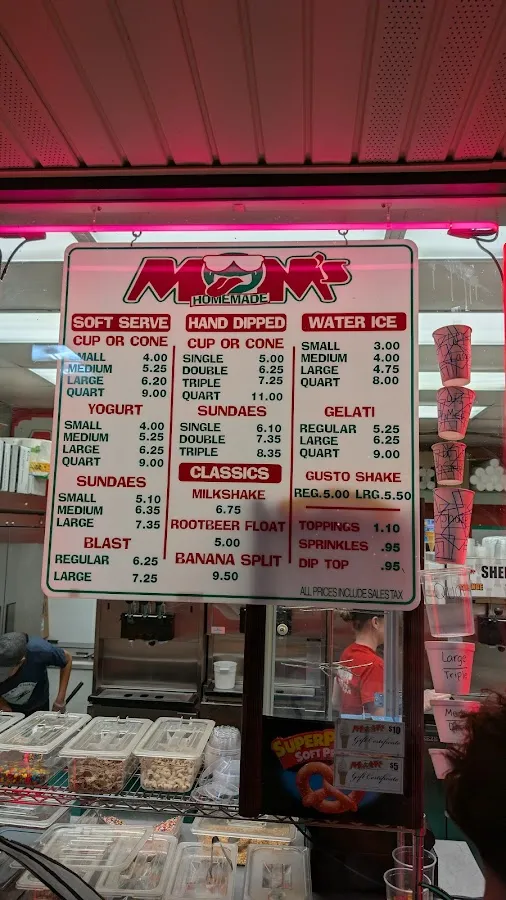 MOM'S
HOMEMADE
SOFT SERVE
CUP OR CONE
SMALL 4.00
MEDIUM 5.25
LARGE 6.20
QUART 9.00
YOGURT
SMALL 4.00
MEDIUM 5.25
LARGE 6.25
QUART 9.00
SUNDAES
SMALL 5.10
MEDIUM 6.35
LARGE 7.35
BLAST
REGULAR 6.25
LARGE 7.25
HAND DIPPED
CUP OR CONE
SINGLE 5.00
DOUBLE 6.25
TRIPLE 7.25
QUART 11.00
SUNDAES
SINGLE 6.10
DOUBLE 7.35
TRIPLE 8.35
CLASSICS
MILKSHAKE
6.75
ROOTBEER FLOAT
5.00
BANANA SPLIT
9.50
WATER ICE
SMALL 3.00
MEDIUM 4.00
LARGE 4.75
QUART 8.00
GELATI
REGULAR 5.25
LARGE 6.25
QUART 9.00
GUSTO SHAKE
REG. 5.00 LRG. 5.50
TOPPINGS 1.10
SPRINKLES .95
DIP TOP .95
ALL PRICES INCLUDE SALES TAX
Large
Triple
SUPER
SOFT
MOM'S $10
Gift Certificate
MOM'S $5
Gift Certificate